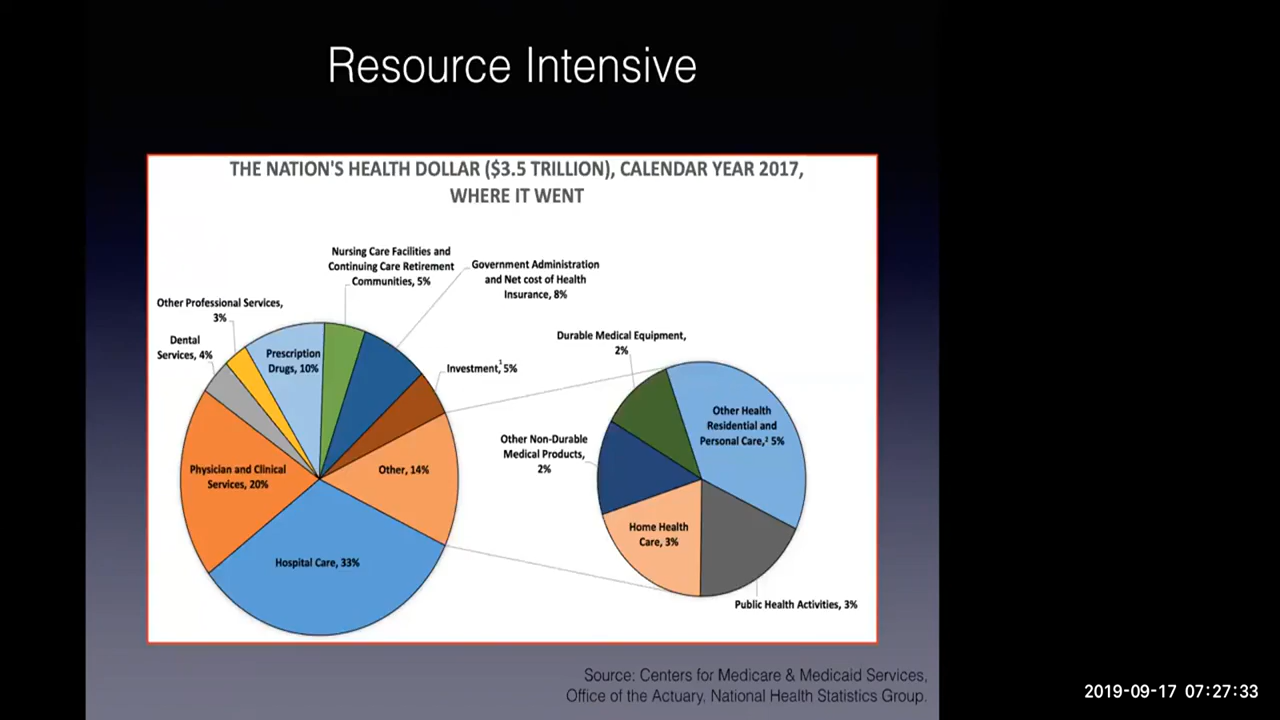 Resource Intensive
THE NATION'S HEALTH DOLLAR ($3.5 TRILLION), CALENDAR YEAR 2017,
WHERE IT WENT
Nursing Care Facilities and
Continuing Care Retirement
Communities, 5%
Government Administration
and Net cost of Health
Insurance, 8%
Other Professional Services,
3%
Dental
Services, 4%
Prescription
Drugs, 10%
Investment,¹ 5%
Physician and Clinical
Services, 20%
Other, 14%
Hospital Care, 33%
Durable Medical Equipment,
2%
Other Health
Residential and
Personal Care,² 5%
Other Non-Durable
Medical Products,
2%
Home Health
Care, 3%
Public Health Activities, 3%
Source: Centers for Medicare & Medicaid Services,
Office of the Actuary, National Health Statistics Group.
2019-09-17 07:27:33